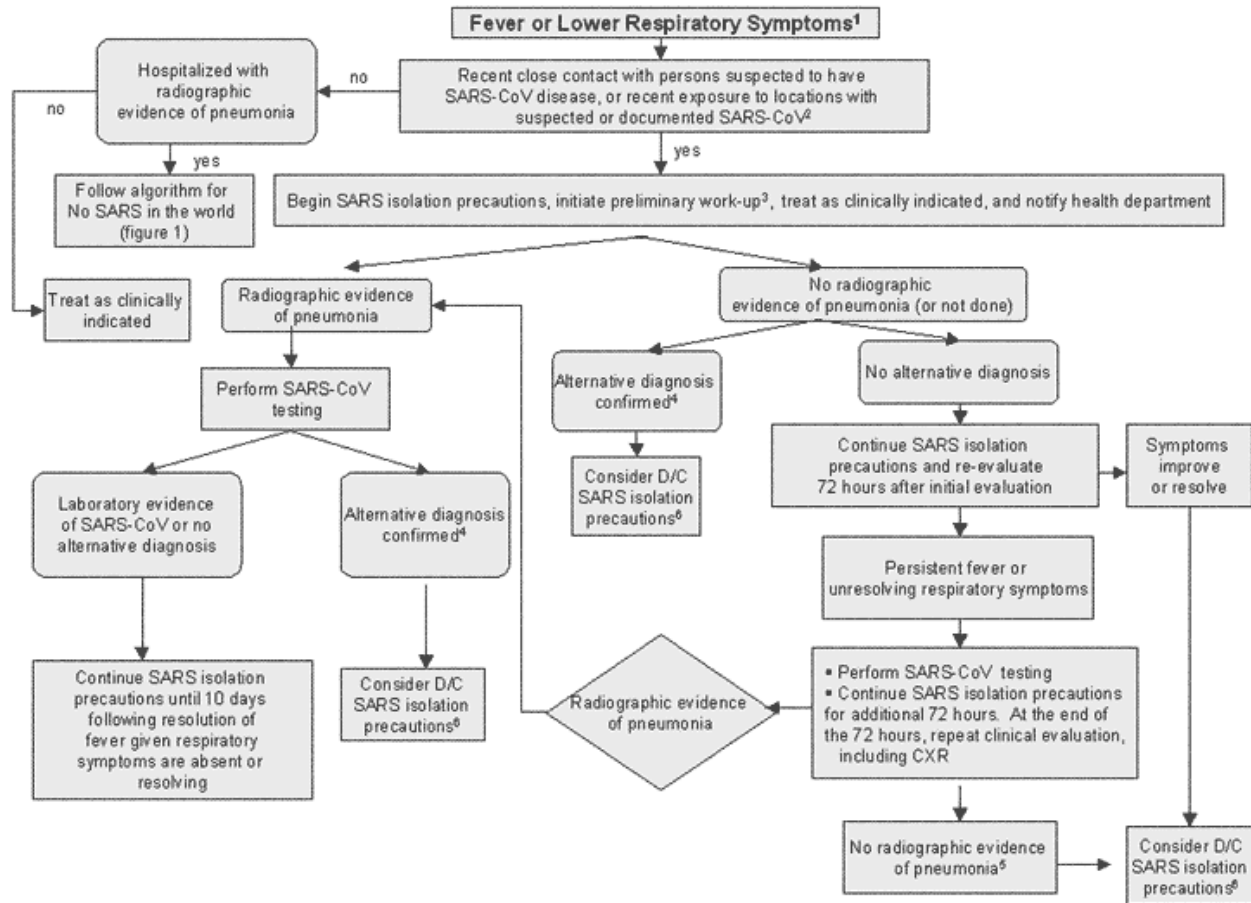 Fever or Lower Respiratory Symptoms¹
Hospitalized with
radiographic
evidence of pneumonia
no
no
Recent close contact with persons suspected to have
SARS-CoV disease, or recent exposure to locations with
suspected or documented SARS-CoV²
yes
yes
Follow algorithm for
No SARS in the world
(figure 1)
Begin SARS isolation precautions, initiate preliminary work-up³, treat as clinically indicated, and notify health department
Treat as clinically
indicated
Radiographic evidence
of pneumonia
No radiographic
evidence of pneumonia (or not done)
Perform SARS-CoV
testing
Alternative diagnosis
confirmed⁴
No alternative diagnosis
Consider D/C
SARS isolation
precautions⁶
Continue SARS isolation
precautions and re-evaluate
72 hours after initial evaluation
Symptoms
improve
or resolve
Laboratory evidence
of SARS-CoV or no
alternative diagnosis
Alternative diagnosis
confirmed⁴
Persistent fever or
unresolving respiratory symptoms
Continue SARS isolation
precautions until 10 days
following resolution of
fever given respiratory
symptoms are absent or
resolving
Consider D/C
SARS isolation
precautions⁶
Radiographic evidence
of pneumonia
▪ Perform SARS-CoV testing
▪ Continue SARS isolation precautions
for additional 72 hours. At the end of
the 72 hours, repeat clinical evaluation,
including CXR
No radiographic evidence
of pneumonia⁵
Consider D/C
SARS isolation
precautions⁶